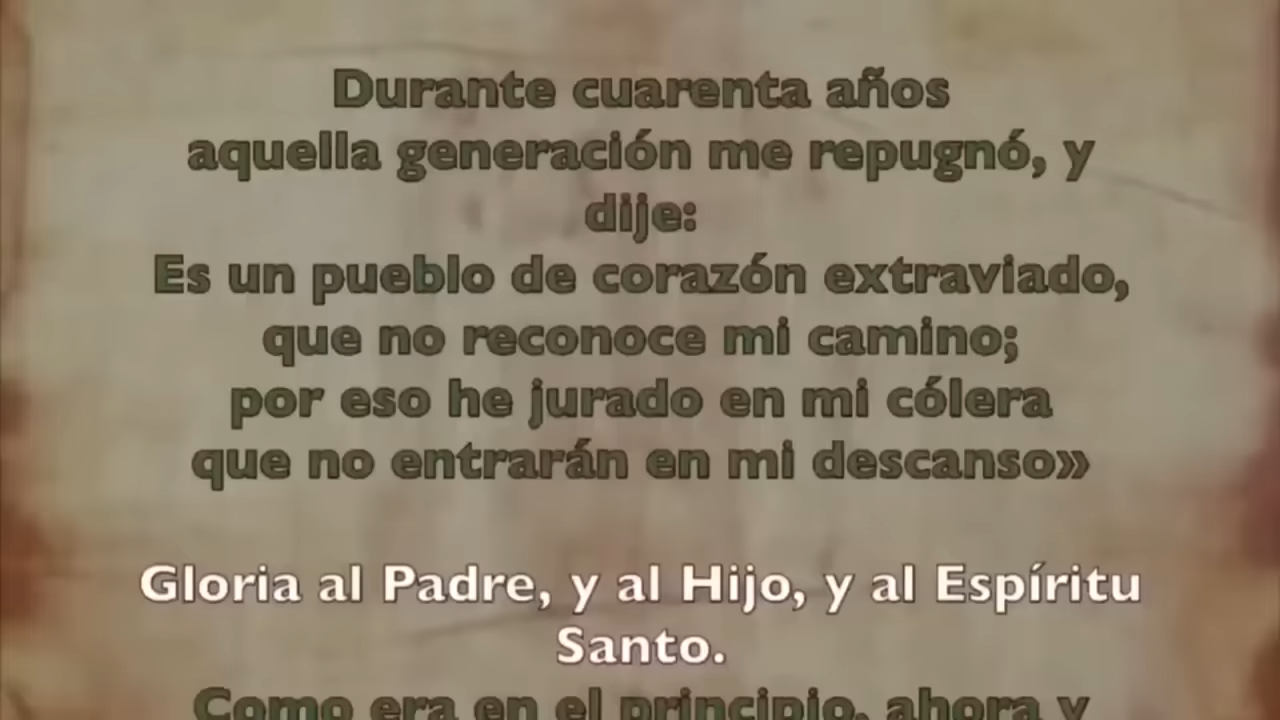 Durante cuarenta años
aquella generación me repugnó, y
dije:
Es un pueblo de corazón extraviado,
que no reconoce mi camino;
por eso he jurado en mi cólera
que no entrarán en mi descanso»
Gloria al Padre, y al Hijo, y al Espíritu
Santo.
Como era en el principio, ahora y